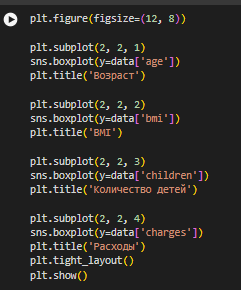 plt.figure(figsize=(12, 8))
plt.subplot(2, 2, 1)
sns.boxplot(y=data['age'])
plt.title('Возраст')
plt.subplot(2, 2, 2)
sns.boxplot(y=data['bmi'])
plt.title('BMI')
plt.subplot(2, 2, 3)
sns.boxplot(y=data['children'])
plt.title('Количество детей')
plt.subplot(2, 2, 4)
sns.boxplot(y=data['charges'])
plt.title('Расходы')
plt.tight_layout()
plt.show()